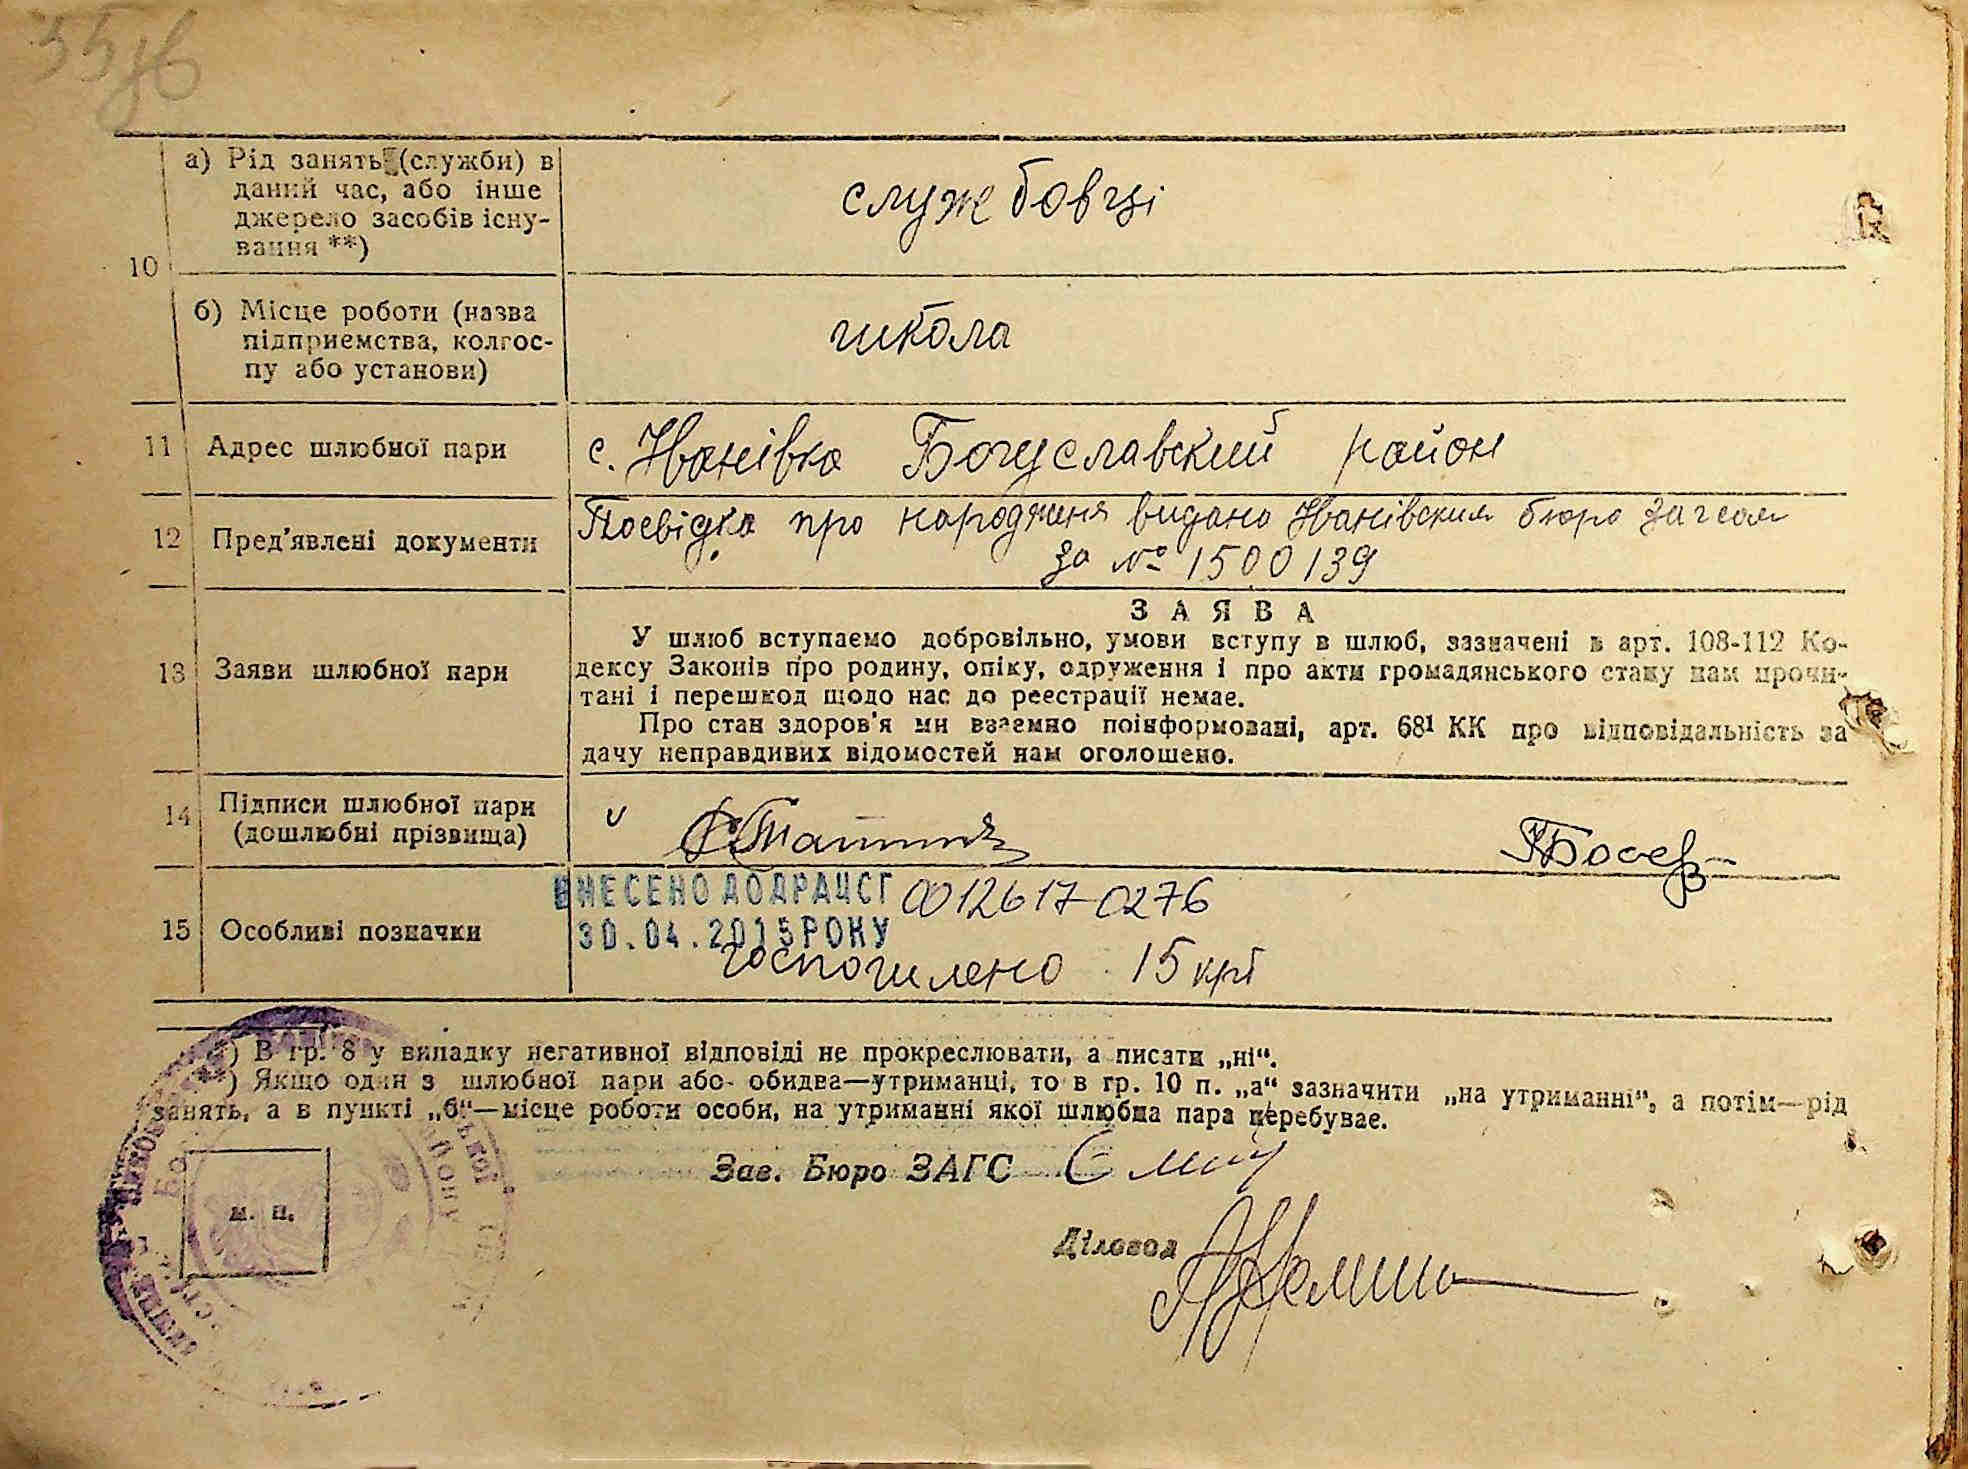 35зв
а) Рід занять (служби) в
даний час, або інше
джерело засобів існу-
вання **)
службовці
10
б) Місце роботи (назва
підприємства, колгос-
пу або установи)
школа
11 Адрес шлюбної пари
с. Іванівка Богуславский район
12 Пред'явлені документи
Посвідка про народженя видано Іванівским бюро Загсом
за № 1500139
13 Заяви шлюбної пари
ЗАЯВА
У шлюб вступаємо добровільно, умови вступу в шлюб, зазначені в арт. 108-112 Ко-
дексу Законів про родину, опіку, одруження і про акти громадянського стану нам прочи-
тані і перешкод щодо нас до реєстрації немає.
Про стан здоров'я ми взаємно поінформовані, арт. 68¹ КК про відповідальність за
дачу неправдивих відомостей нам оголошено.
14 Підписи шлюбної пари
(дошлюбні прізвища)
15 Особливі позначки
ВНЕСЕНО ДО ДРАЦСГ 0012617-0276
30.04.2015 РОКУ
15 крб
*) В гр. 8 у випадку негативної відповіді не прокреслювати, а писати „ні“.
**) Якщо один з шлюбної пари або обидва—утриманці, то в гр. 10 п. „а“ зазначити „на утриманні“, а потім—рід
занять, а в пункті „б“—місце роботи особи, на утриманні якої шлюбна пара перебуває.
Зав. Бюро ЗАГС
м. п.
Діловод